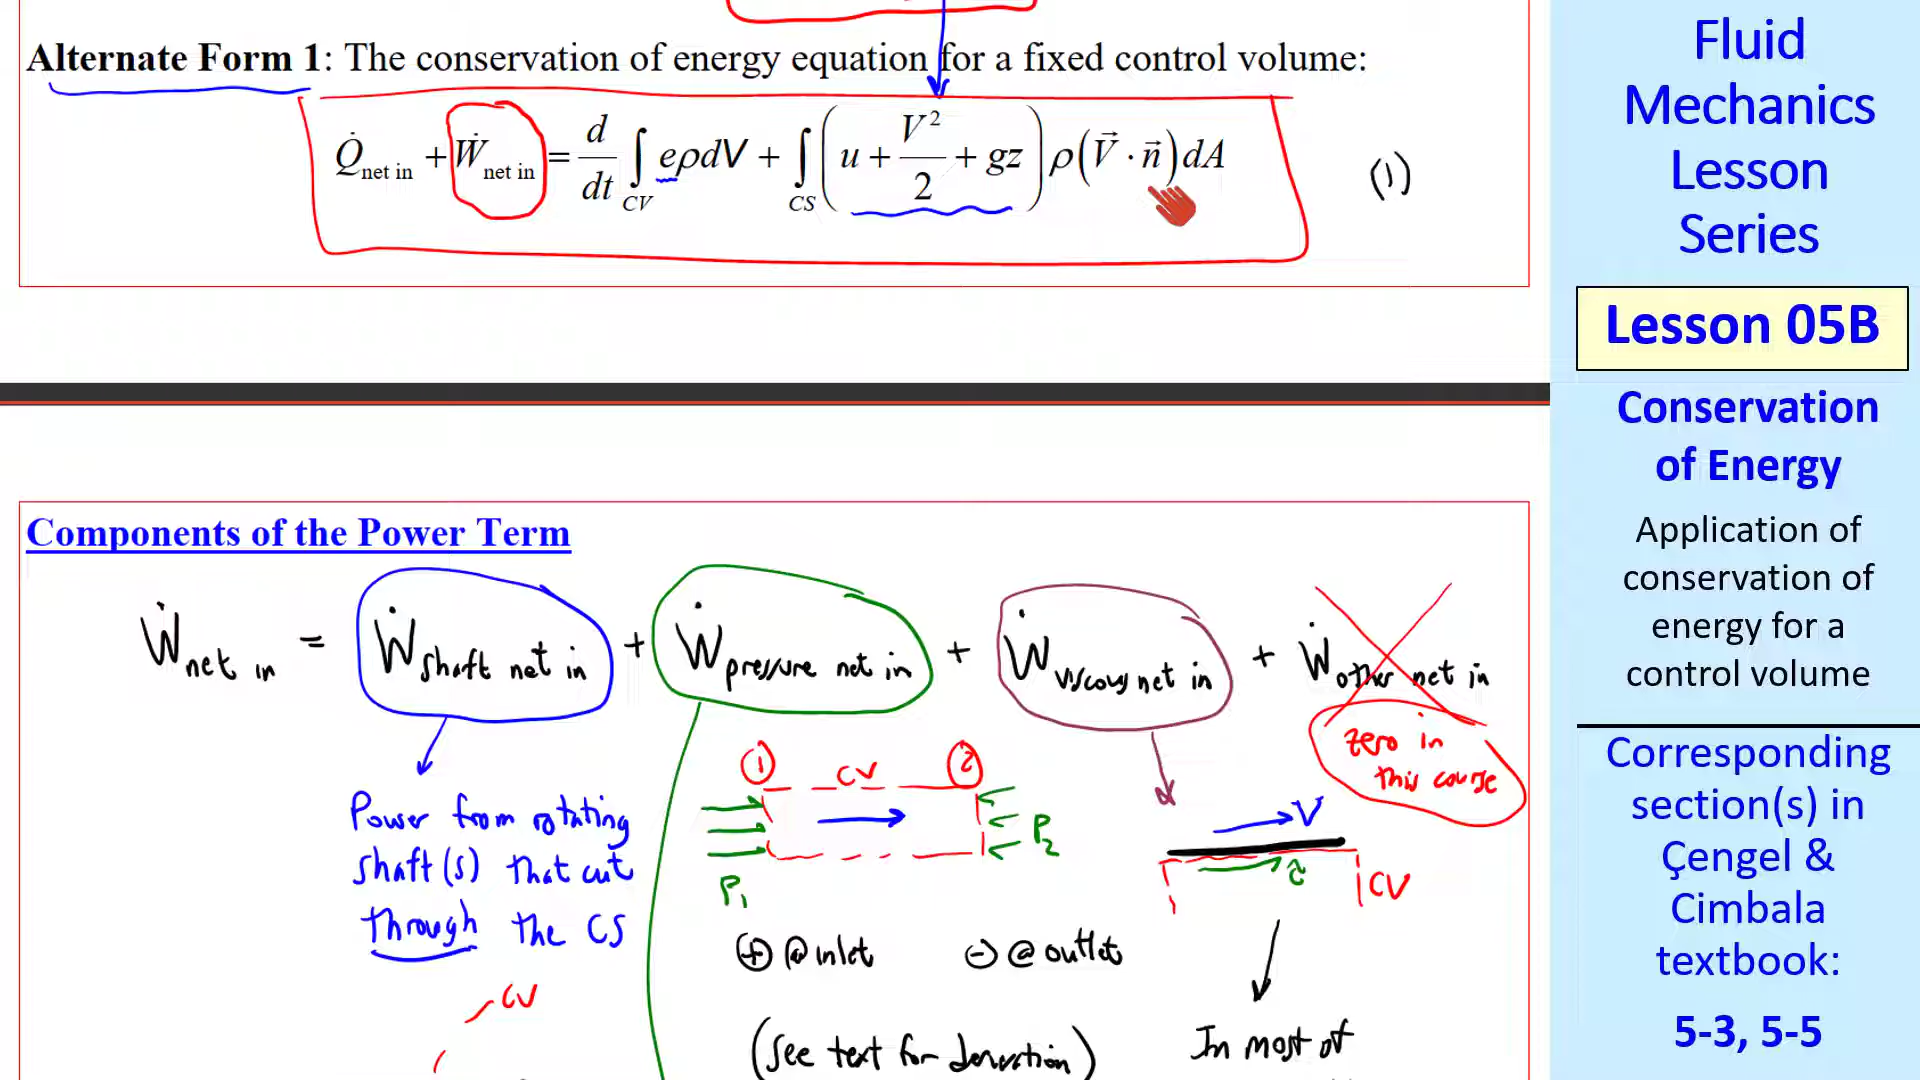 Alternate Form 1: The conservation of energy equation for a fixed control volume:
Q̇net in + Ẇnet in = d/dt ∫CV eρdV + ∫CS (u + V²/2 + gz) ρ(V⃗ · n⃗)dA (1)
Components of the Power Term
Ẇnet in = Ẇshaft net in + Ẇpressure net in + Ẇviscous net in + Ẇother net in
zero in
this course
Power from rotating
shaft(s) that cut
through the CS
CV
1 CV 2
P1
P2
⊕ @ inlet ⊖ @ outlet
(see text for derivation)
V
τ
CV
In most of
Fluid
Mechanics
Lesson
Series
Lesson 05B
Conservation
of Energy
Application of
conservation of
energy for a
control volume
Corresponding
section(s) in
Çengel &
Cimbala
textbook:
5-3, 5-5